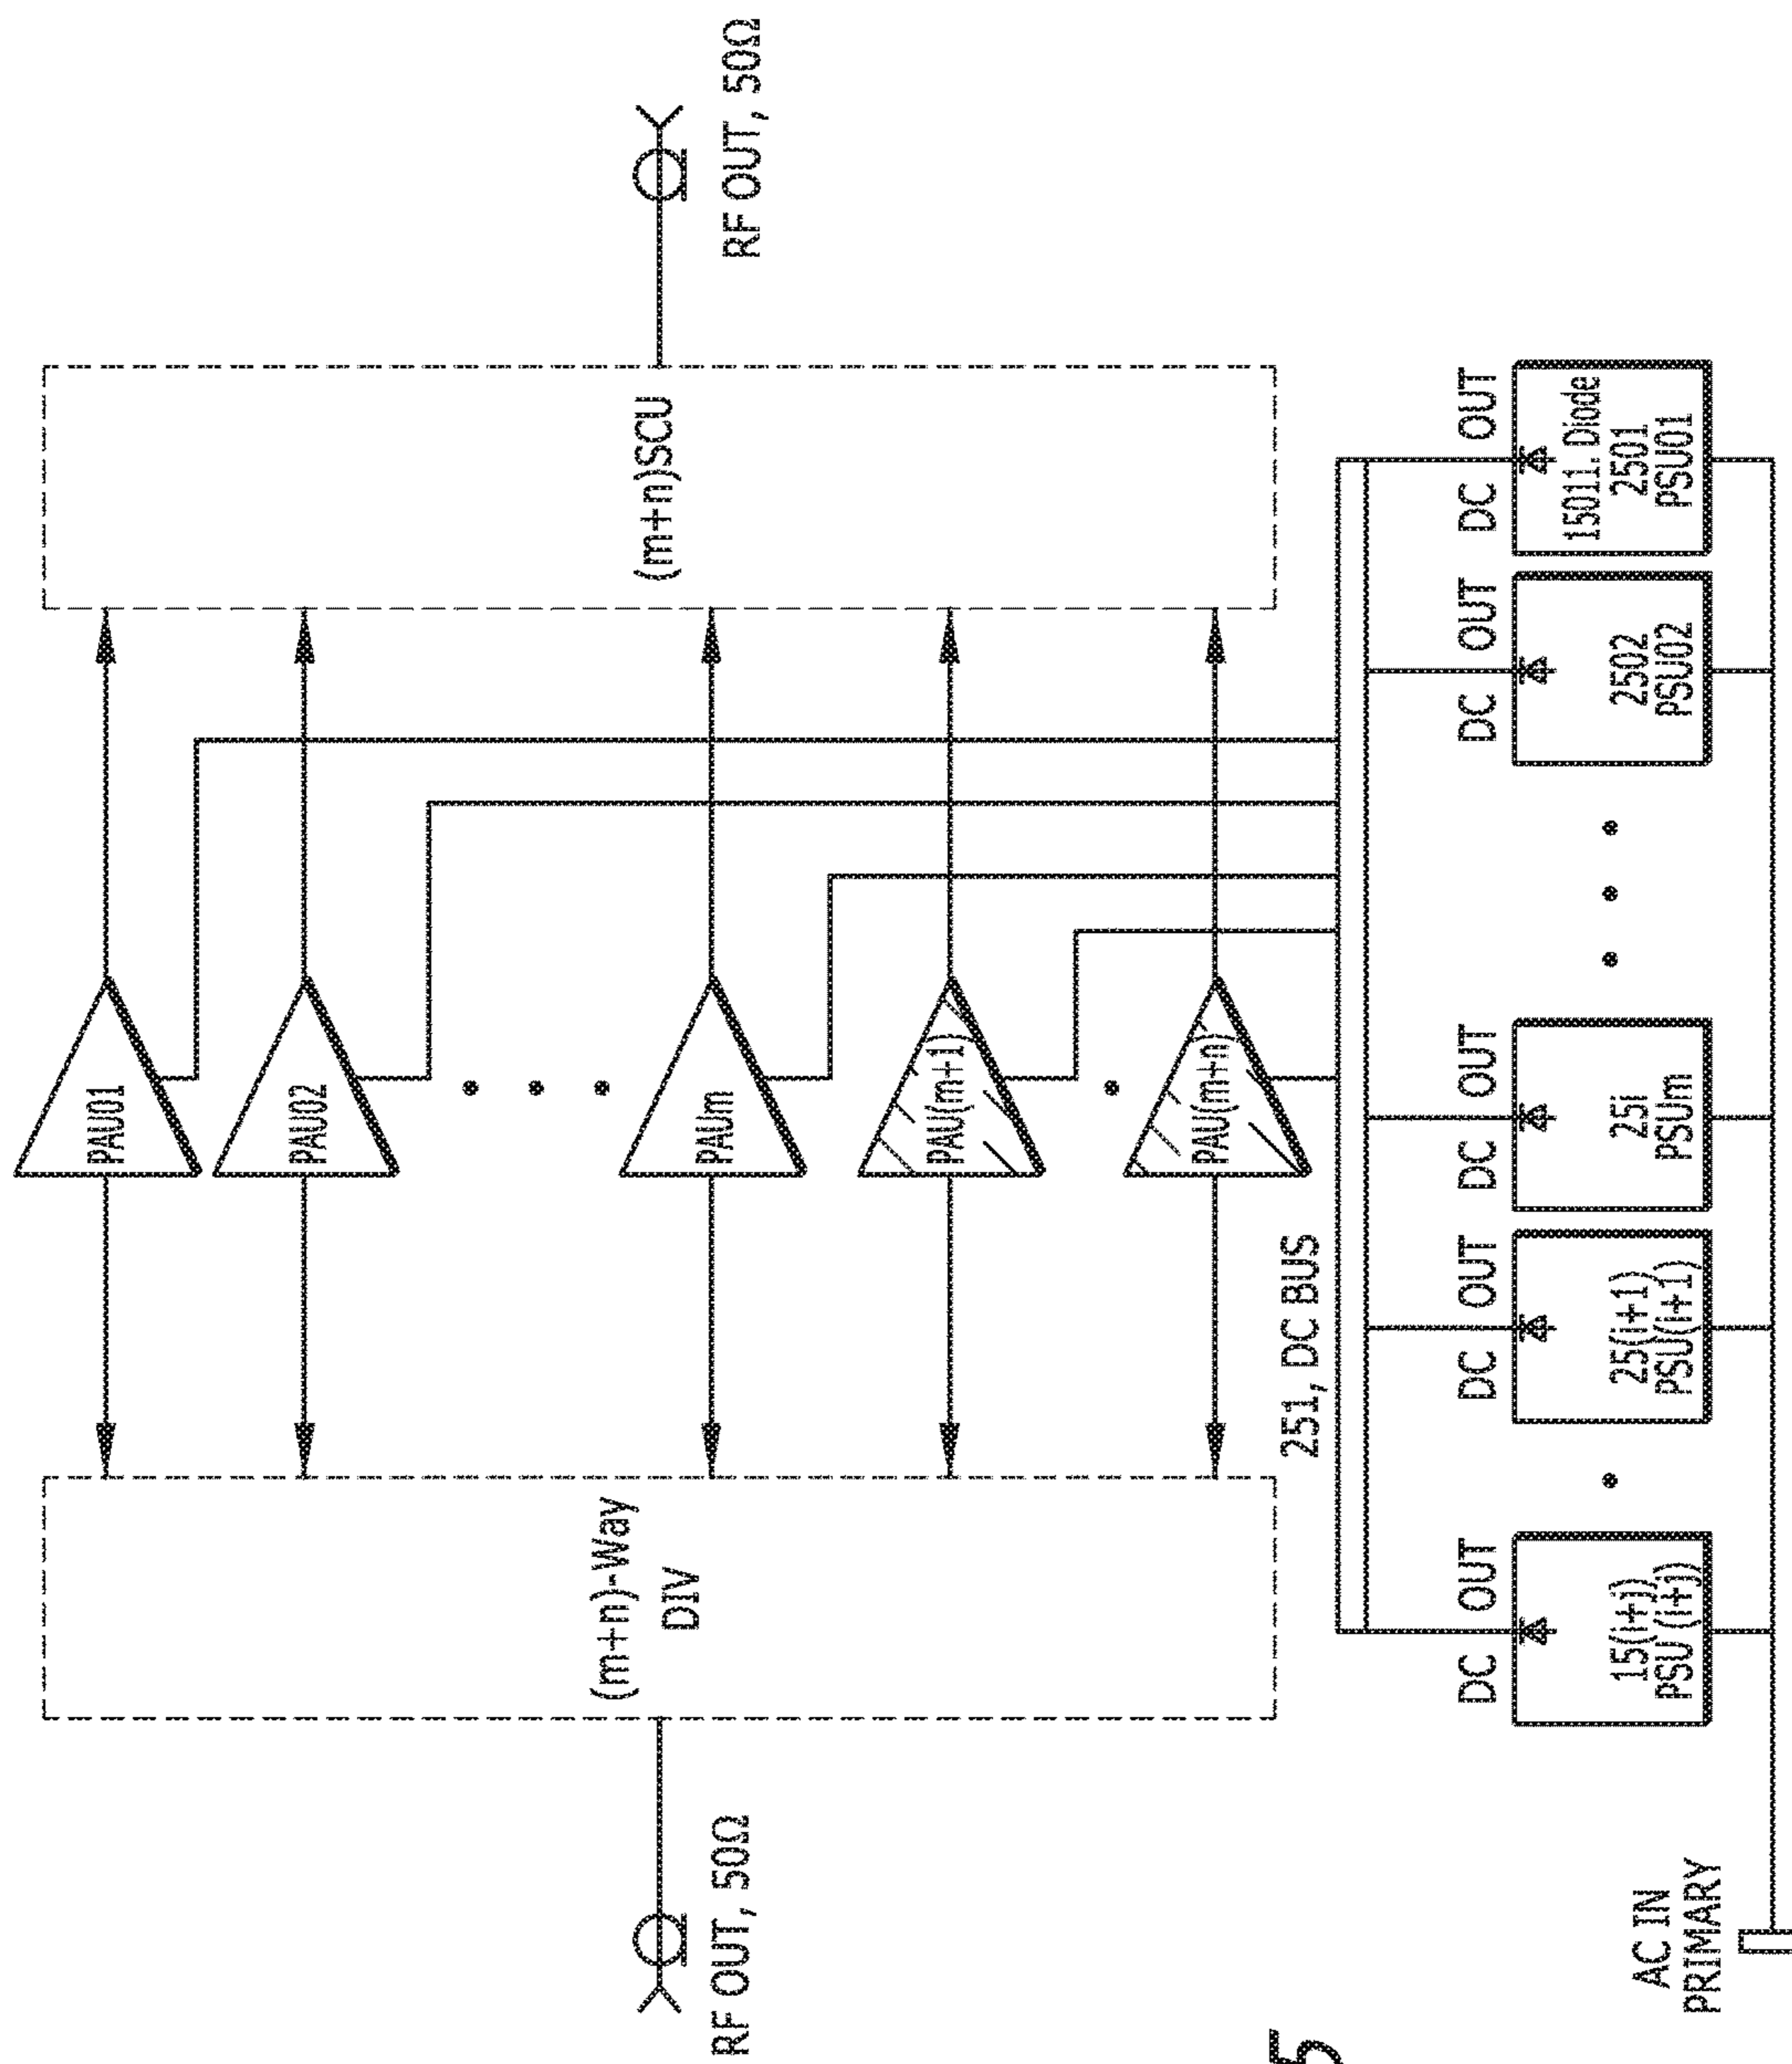 RF OUT, 50Ω
(m+n)-Way
DIV
PAU01
PAU02
PAUm
PAU(m+1)
PAU(m+n)
(m+n)SCU
RF OUT, 50Ω
251, DC BUS
DC OUT
DC OUT
DC OUT
DC OUT
DC OUT
15(i+j)
PSU (i+j)
25(i+1)
PSU(i+1)
25i
PSUm
2502
PSU02
15011. Diode
2501
PSU01
AC IN
PRIMARY
5